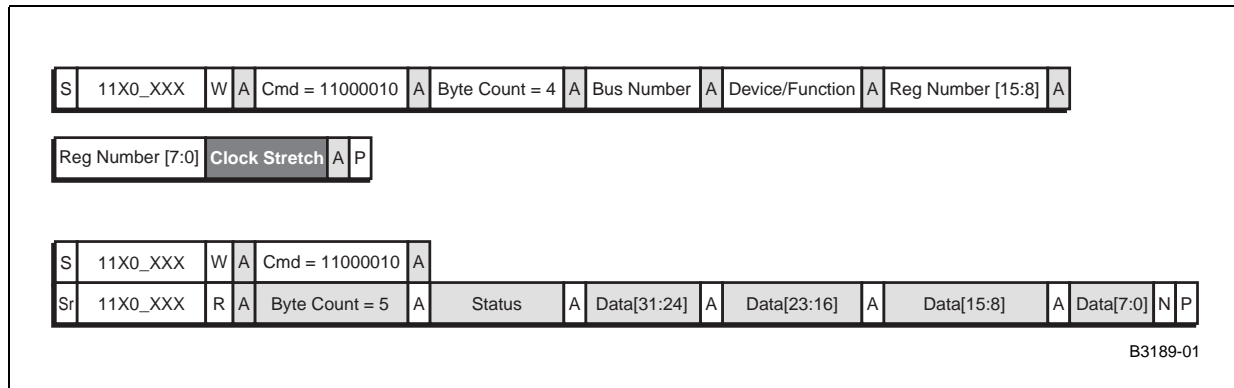 S 11X0_XXX W A Cmd = 11000010 A Byte Count = 4 A Bus Number A Device/Function A Reg Number [15:8] A
Reg Number [7:0] Clock Stretch A P
S 11X0_XXX W A Cmd = 11000010 A
Sr 11X0_XXX R A Byte Count = 5 A Status A Data[31:24] A Data[23:16] A Data[15:8] A Data[7:0] N P
B3189-01